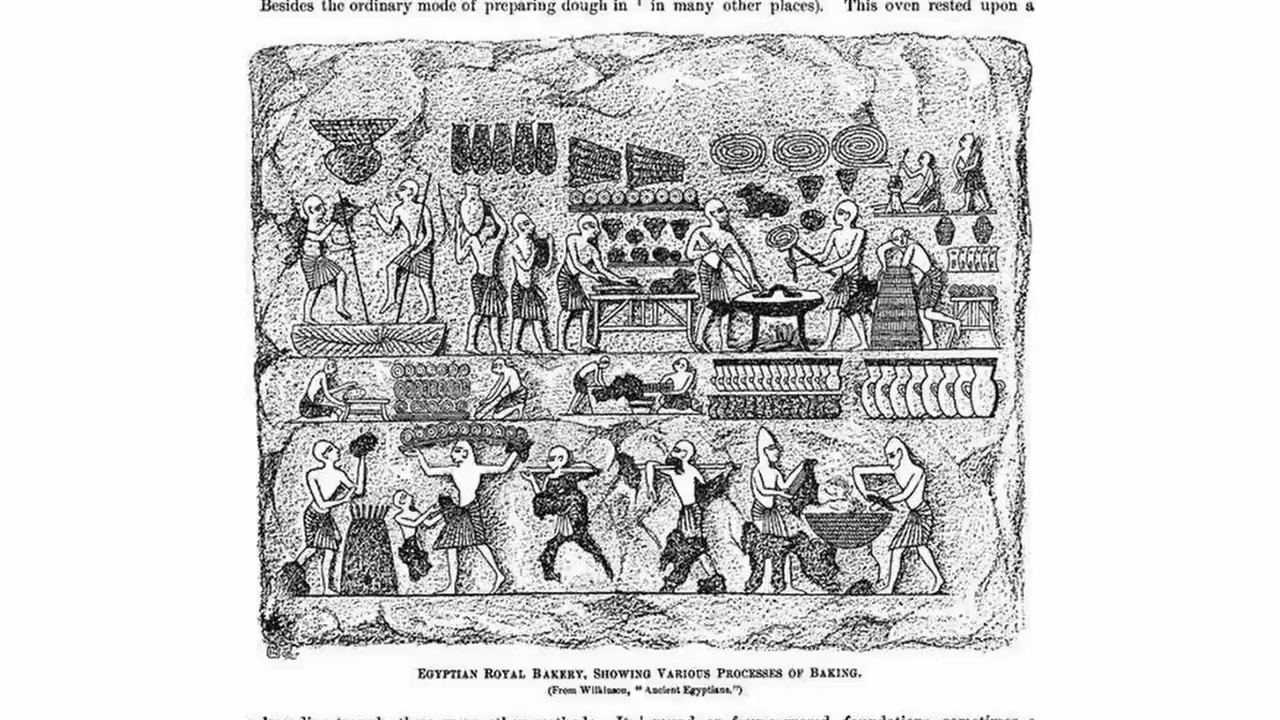 Besides the ordinary mode of preparing dough in in many other places). This oven rested upon a
EGYPTIAN ROYAL BAKERY, SHOWING VARIOUS PROCESSES OF BAKING.
(From Wilkinson, "Ancient Egyptians.")